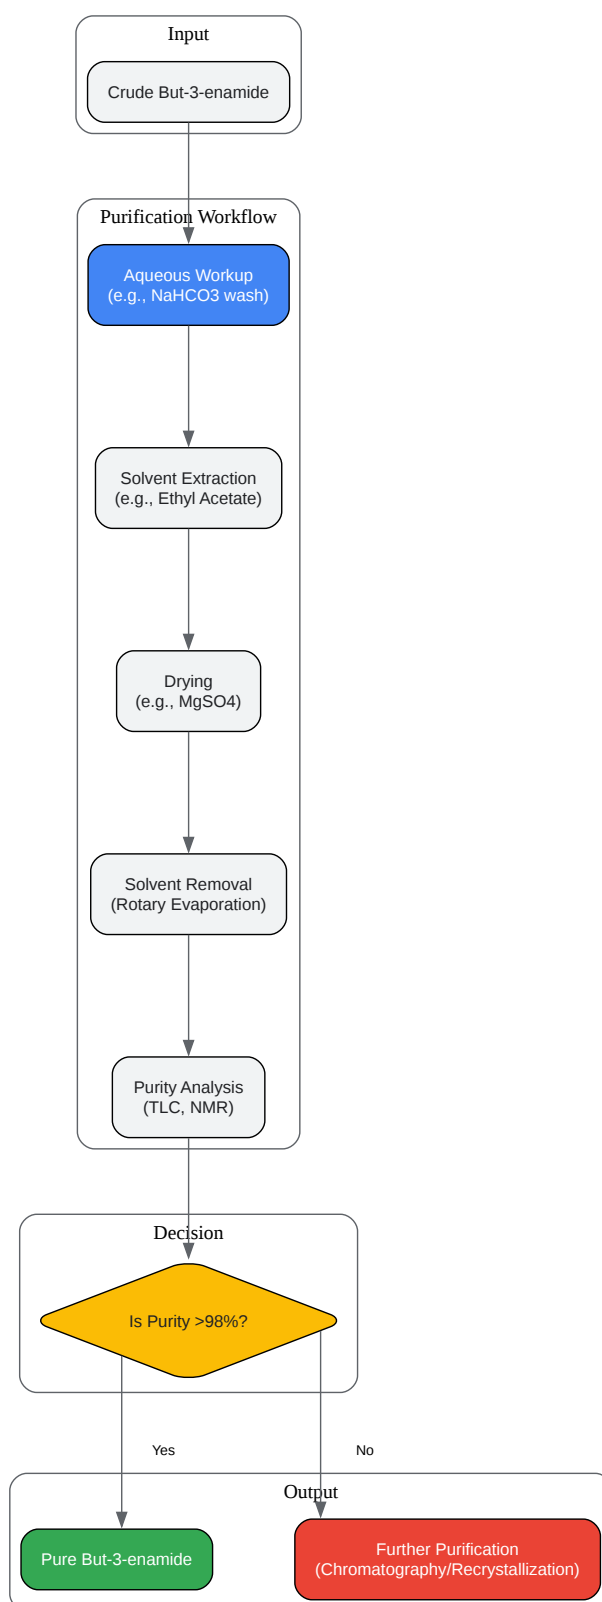 Input
Crude But-3-enamide
Purification Workflow
Aqueous Workup
(e.g., NaHCO3 wash)
Solvent Extraction
(e.g., Ethyl Acetate)
Drying
(e.g., MgSO4)
Solvent Removal
(Rotary Evaporation)
Purity Analysis
(TLC, NMR)
Decision
Is Purity >98%?
Yes
No
Output
Pure But-3-enamide
Further Purification
(Chromatography/Recrystallization)